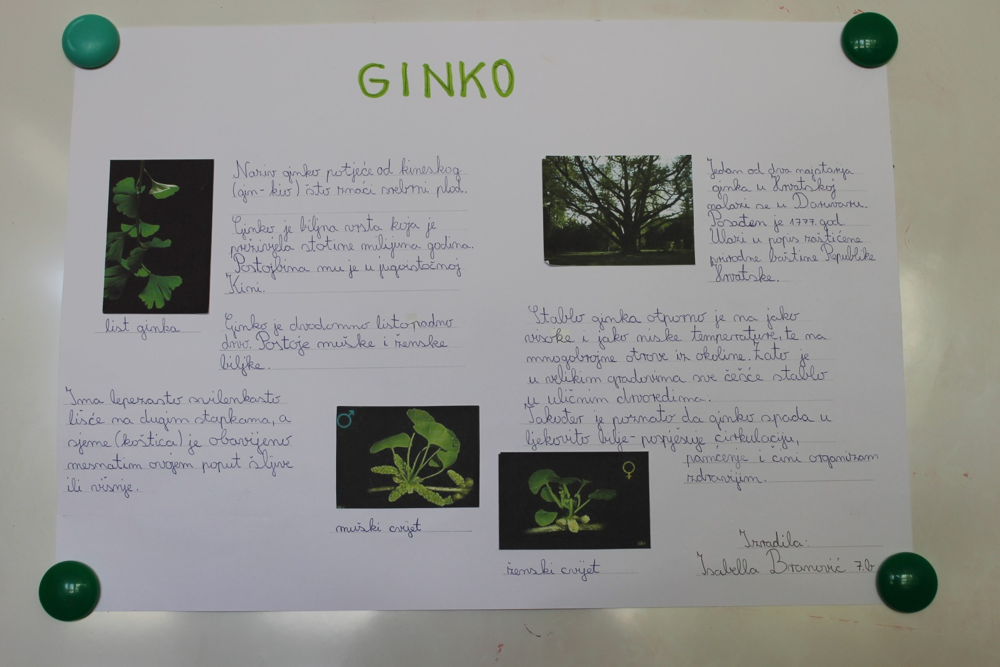 GINKO
Naziv ginko potječe od kineskog
(gin-kio) što znači srebrni plod.
Ginko je biljna vrsta koja je
preživjela stotine milijuna godina.
Postojbina mu je u jugoistočnoj
Kini.
list ginka
Ginko je dvodomno listopadno
drvo. Postoje muške i ženske
biljke.
Ima lepezasto svilenkasto
lišće na dugim stapkama, a
sjeme (koštica) je obavijeno
mesnatim ovojem poput šljive
ili višnje.
♂
muški cvijet
Jedan od dva najstarija
ginka u Hrvatskoj
nalazi se u Daruvaru.
Posađen je 1777. god.
Ulazi u popis zaštićene
prirodne baštine Republike
Hrvatske.
Stablo ginka otporno je na jako
visoke i jako niske temperature, te na
mnogobrojne otrove iz okoline. Zato je
u velikim gradovima sve češće stablo
u uličnim drvoredima.
Također je poznato da ginko spada u
ljekovito bilje - pospješuje cirkulaciju,
pamćenje i čini organizam
zdravijim.
♀
ženski cvijet
Izradila:
Isabella Branović 7.b